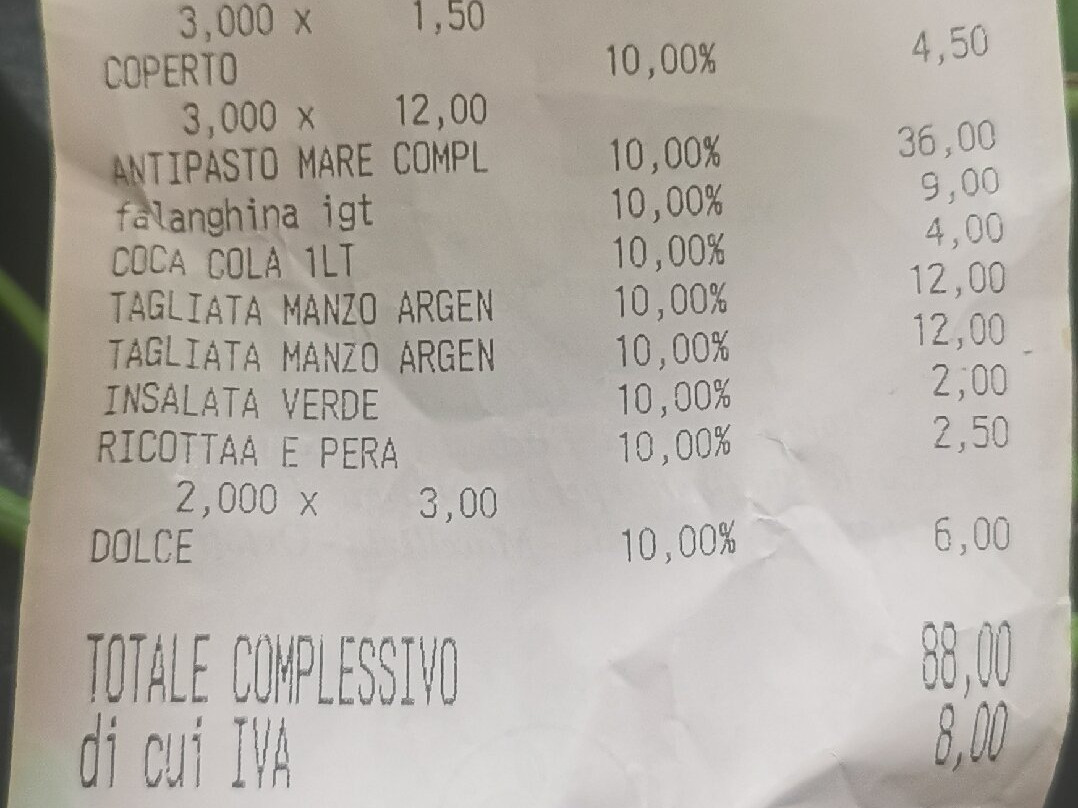 3,000 x 1,50
COPERTO 10,00% 4,50
3,000 x 12,00
ANTIPASTO MARE COMPL 10,00% 36,00
falanghina igt 10,00% 9,00
COCA COLA 1LT 10,00% 4,00
TAGLIATA MANZO ARGEN 10,00% 12,00
TAGLIATA MANZO ARGEN 10,00% 12,00
INSALATA VERDE 10,00% 2,00
RICOTTAA E PERA 10,00% 2,50
2,000 x 3,00
DOLCE 10,00% 6,00
TOTALE COMPLESSIVO 88,00
di cui IVA 8,00